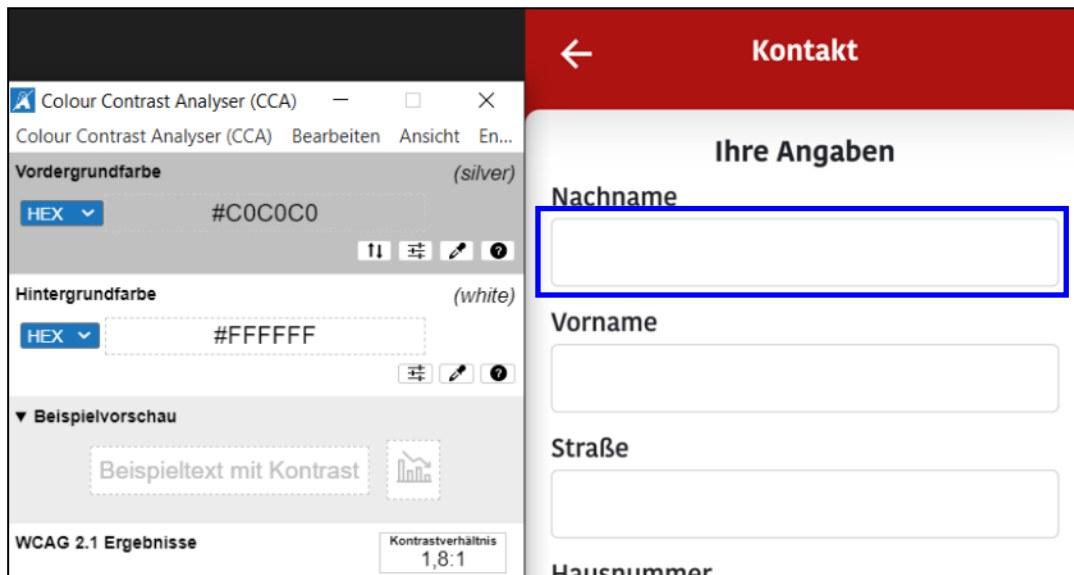 Colour Contrast Analyser (CCA)
Colour Contrast Analyser (CCA) Bearbeiten Ansicht En...
Vordergrundfarbe (silver)
HEX #C0C0C0
Hintergrundfarbe (white)
HEX #FFFFFF
▼ Beispielvorschau
Beispieltext mit Kontrast
WCAG 2.1 Ergebnisse
Kontrastverhältnis
1,8:1
Kontakt
Ihre Angaben
Nachname
Vorname
Straße
Hausnummer